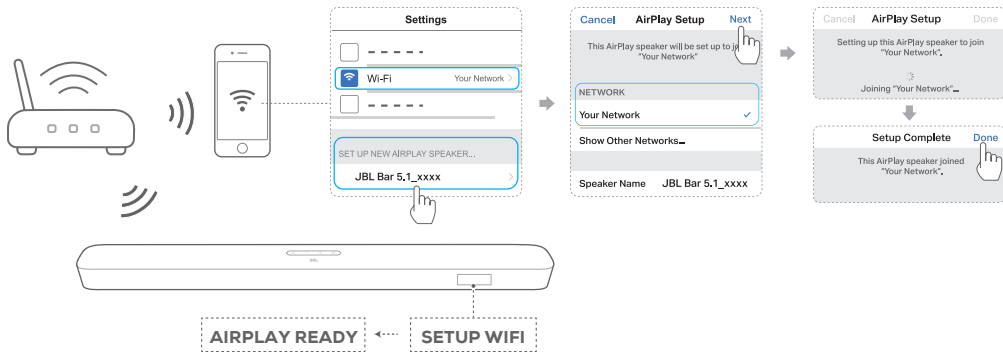 Settings
Wi-Fi
Your Network
SET UP NEW AIRPLAY SPEAKER...
JBL Bar 5.1_xxxx
Cancel AirPlay Setup Next
This AirPlay speaker will be set up to
"Your Network"
NETWORK
Your Network
Show Other Networks...
Speaker Name JBL Bar 5.1_xxxx
Cancel AirPlay Setup Done
Setting up this AirPlay speaker to join
"Your Network".
Joining "Your Network"...
Setup Complete Done
This AirPlay speaker joined
"Your Network".
JBL
AIRPLAY READY
SETUP WIFI